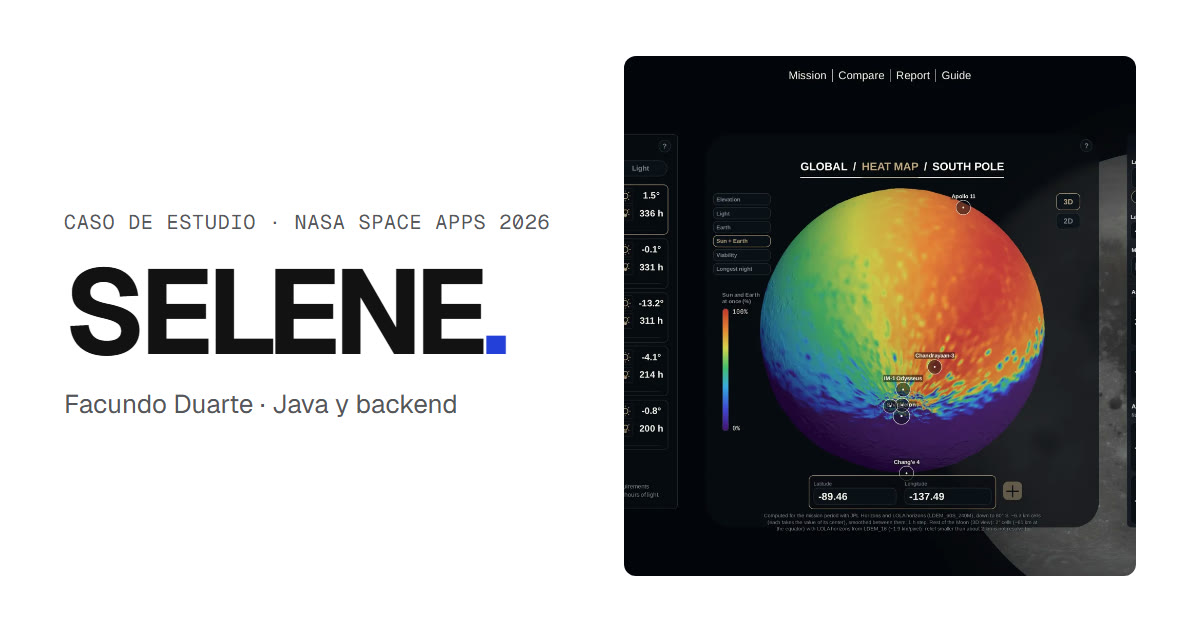 CASO DE ESTUDIO · NASA SPACE APPS 2026
SELENE.
Facundo Duarte · Java y backend
Mission | Compare | Report | Guide
?
Light
1.5°
336 h
-0.1°
331 h
-13.2°
311 h
-4.1°
214 h
-0.8°
200 h
hours of light
?
GLOBAL / HEAT MAP / SOUTH POLE
Elevation
Light
Earth
Sun + Earth
Viability
Longest night
Sun and Earth
at once (%)
100%
0%
3D
2D
Apollo 11
Chandrayaan-3
IM-1 Odysseus
Chang'e 4
Latitude
-89.46
Longitude
-137.49